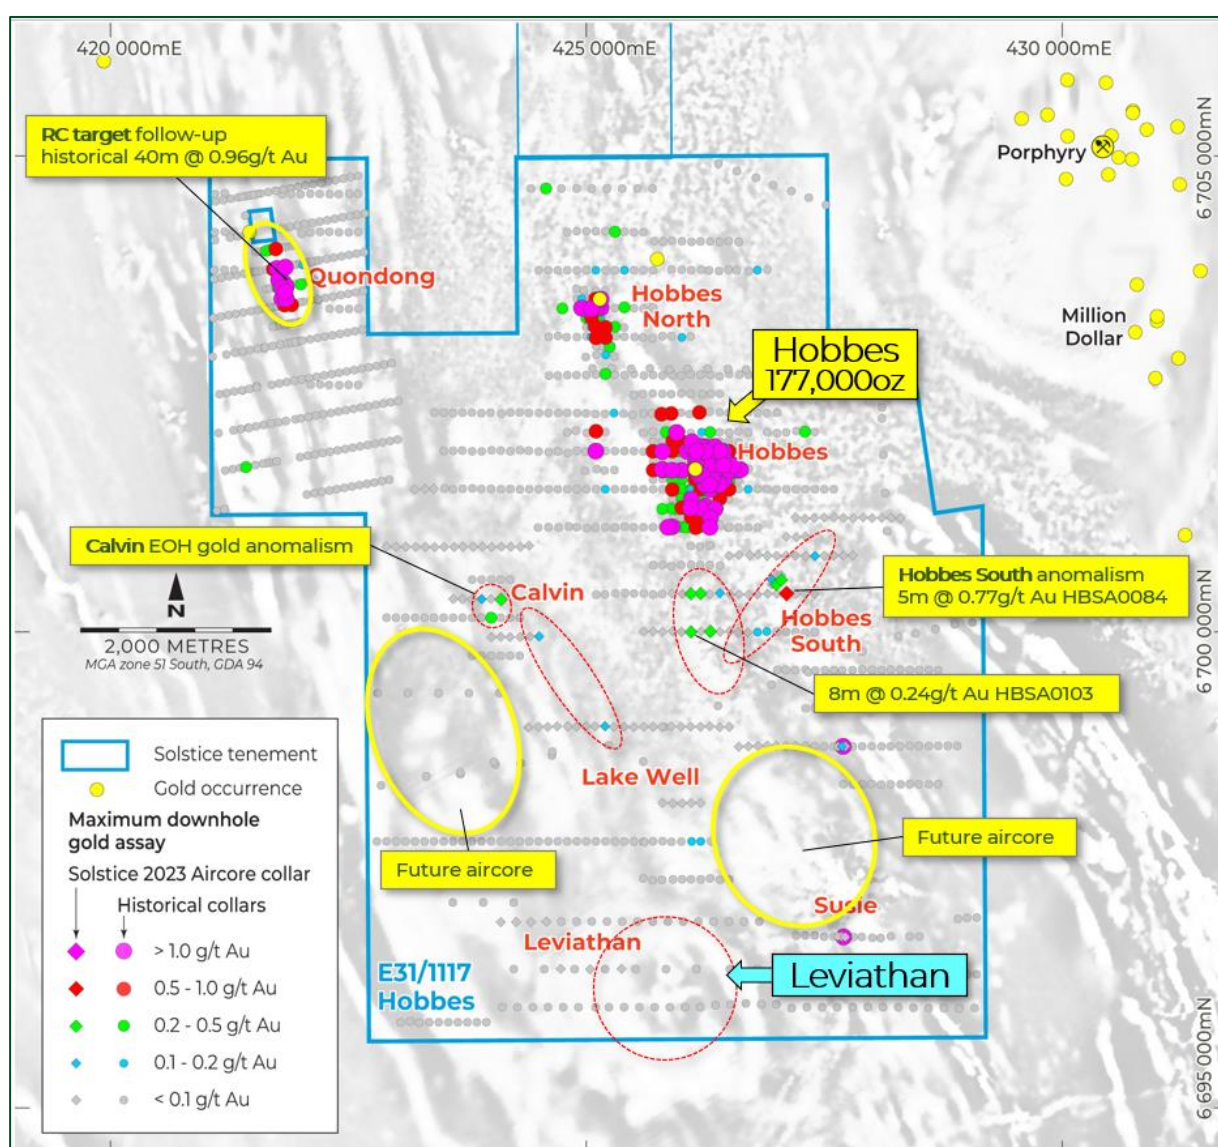 420 000mE
425 000mE
430 000mE
RC target follow-up
historical 40m @ 0.96g/t Au
Porphyry
6 705 000mN
Quondong
Hobbes
North
Million
Dollar
Hobbes
177,000oz
Hobbes
Calvin EOH gold anomalism
N
2,000 METRES
MGA zone 51 South, GDA 94
Calvin
Hobbes South anomalism
5m @ 0.77g/t Au HBSA0084
Hobbes
South
6 700 000mN
8m @ 0.24g/t Au HBSA0103
Lake Well
Future aircore
Future aircore
Susie
Leviathan
Leviathan
E31/1117
Hobbes
6 695 000mN
Solstice tenement
Gold occurrence
Maximum downhole
gold assay
Solstice 2023 Aircore collar
Historical collars
> 1.0 g/t Au
0.5 - 1.0 g/t Au
0.2 - 0.5 g/t Au
0.1 - 0.2 g/t Au
< 0.1 g/t Au